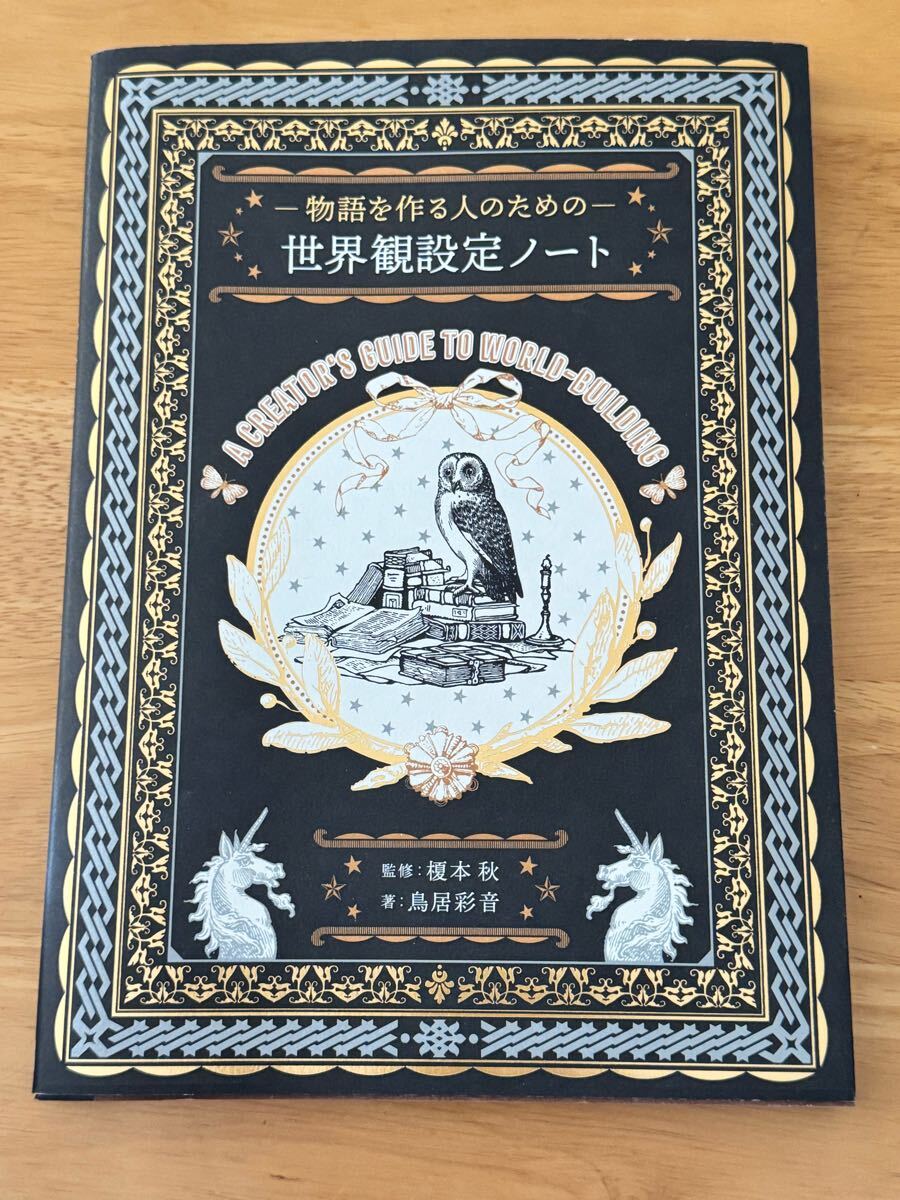 —物語を作る人のための—
世界観設定ノート
A CREATOR'S GUIDE TO WORLD-BUILDING
監修：榎本 秋
著：鳥居彩音